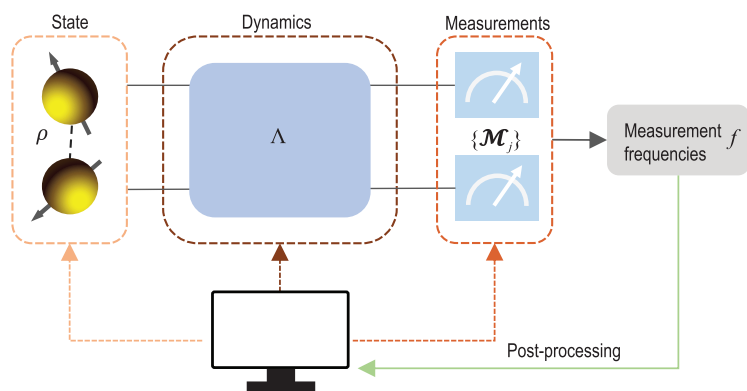 State
Dynamics
Measurements
ρ
Λ
{𝓜ⱼ}
Measurement
frequencies f
Post-processing